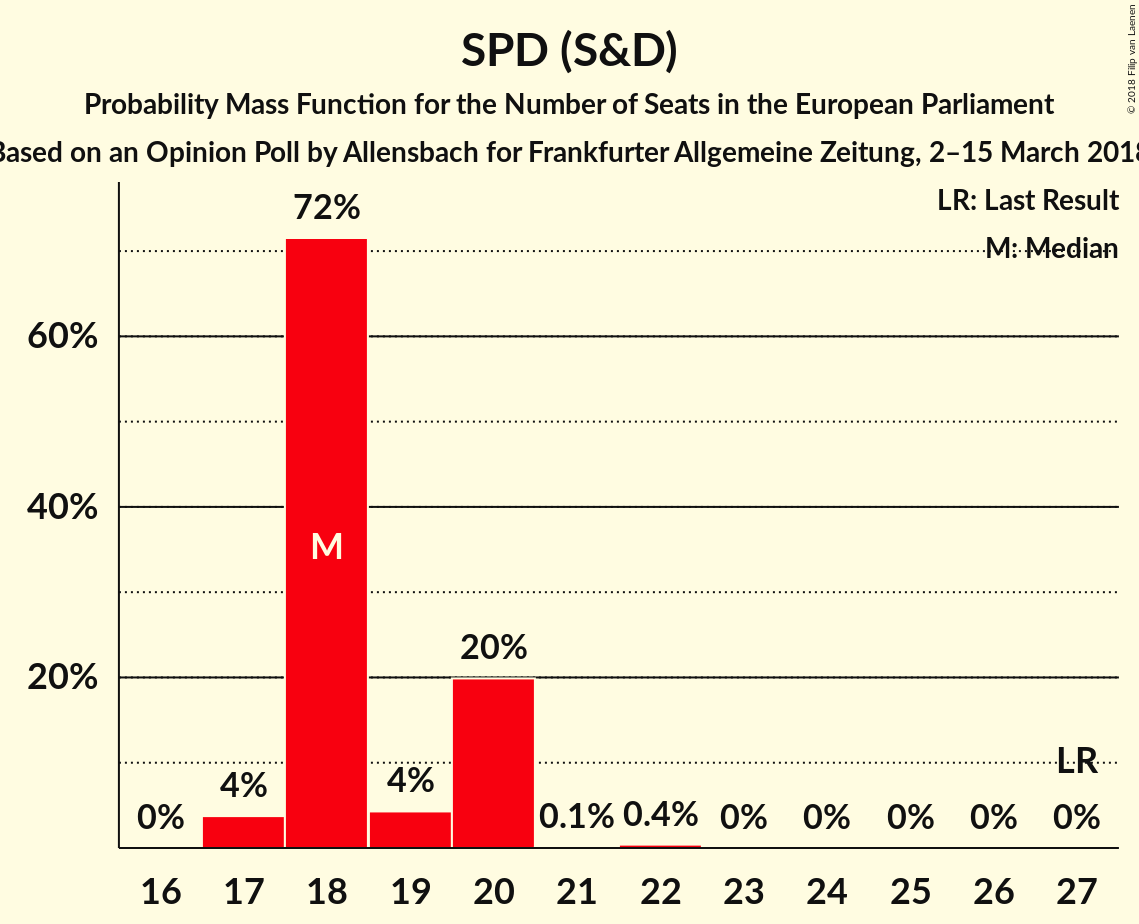 SPD (S&D)
Probability Mass Function for the Number of Seats in the European Parliament
Based on an Opinion Poll by Allensbach for Frankfurter Allgemeine Zeitung, 2–15 March 2018
© 2018 Filip van Laenen
LR: Last Result
M: Median
72%
60%
M
40%
20%
20%
LR
4%
4%
0%
0.1%
0.4%
0%
0%
0%
0%
0%
16 17 18 19 20 21 22 23 24 25 26 27